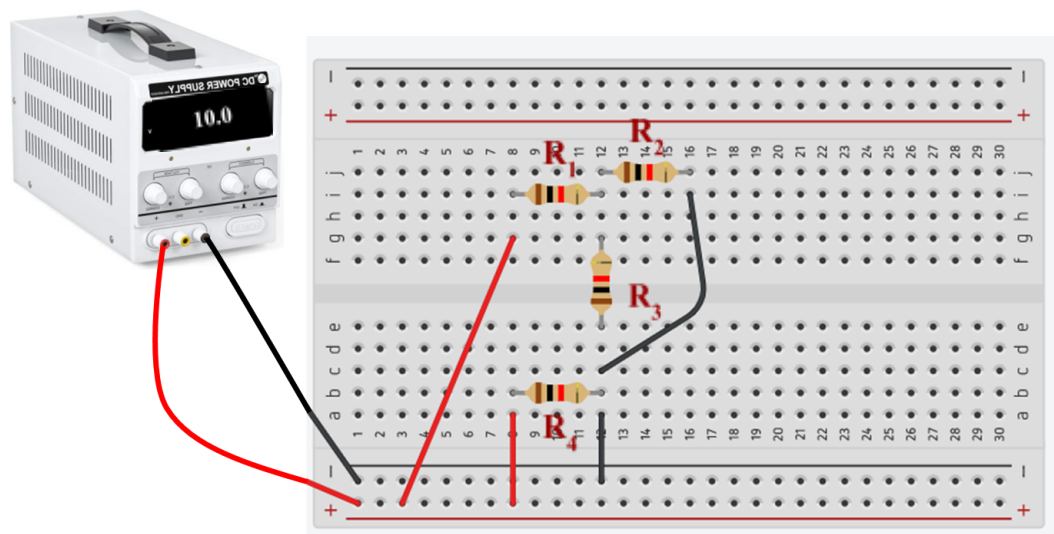 DC POWER SUPPLY
10.0
V
− −
+ +
1 2 3 4 5 6 7 8 9 10 11 12 13 14 15 16 17 18 19 20 21 22 23 24 25 26 27 28 29 30
R2
R1
j j
i i
h h
g g
f f
R3
e e
d d
c c
b b
a a
R4
1 2 3 4 5 6 7 8 9 10 11 12 13 14 15 16 17 18 19 20 21 22 23 24 25 26 27 28 29 30
− −
+ +